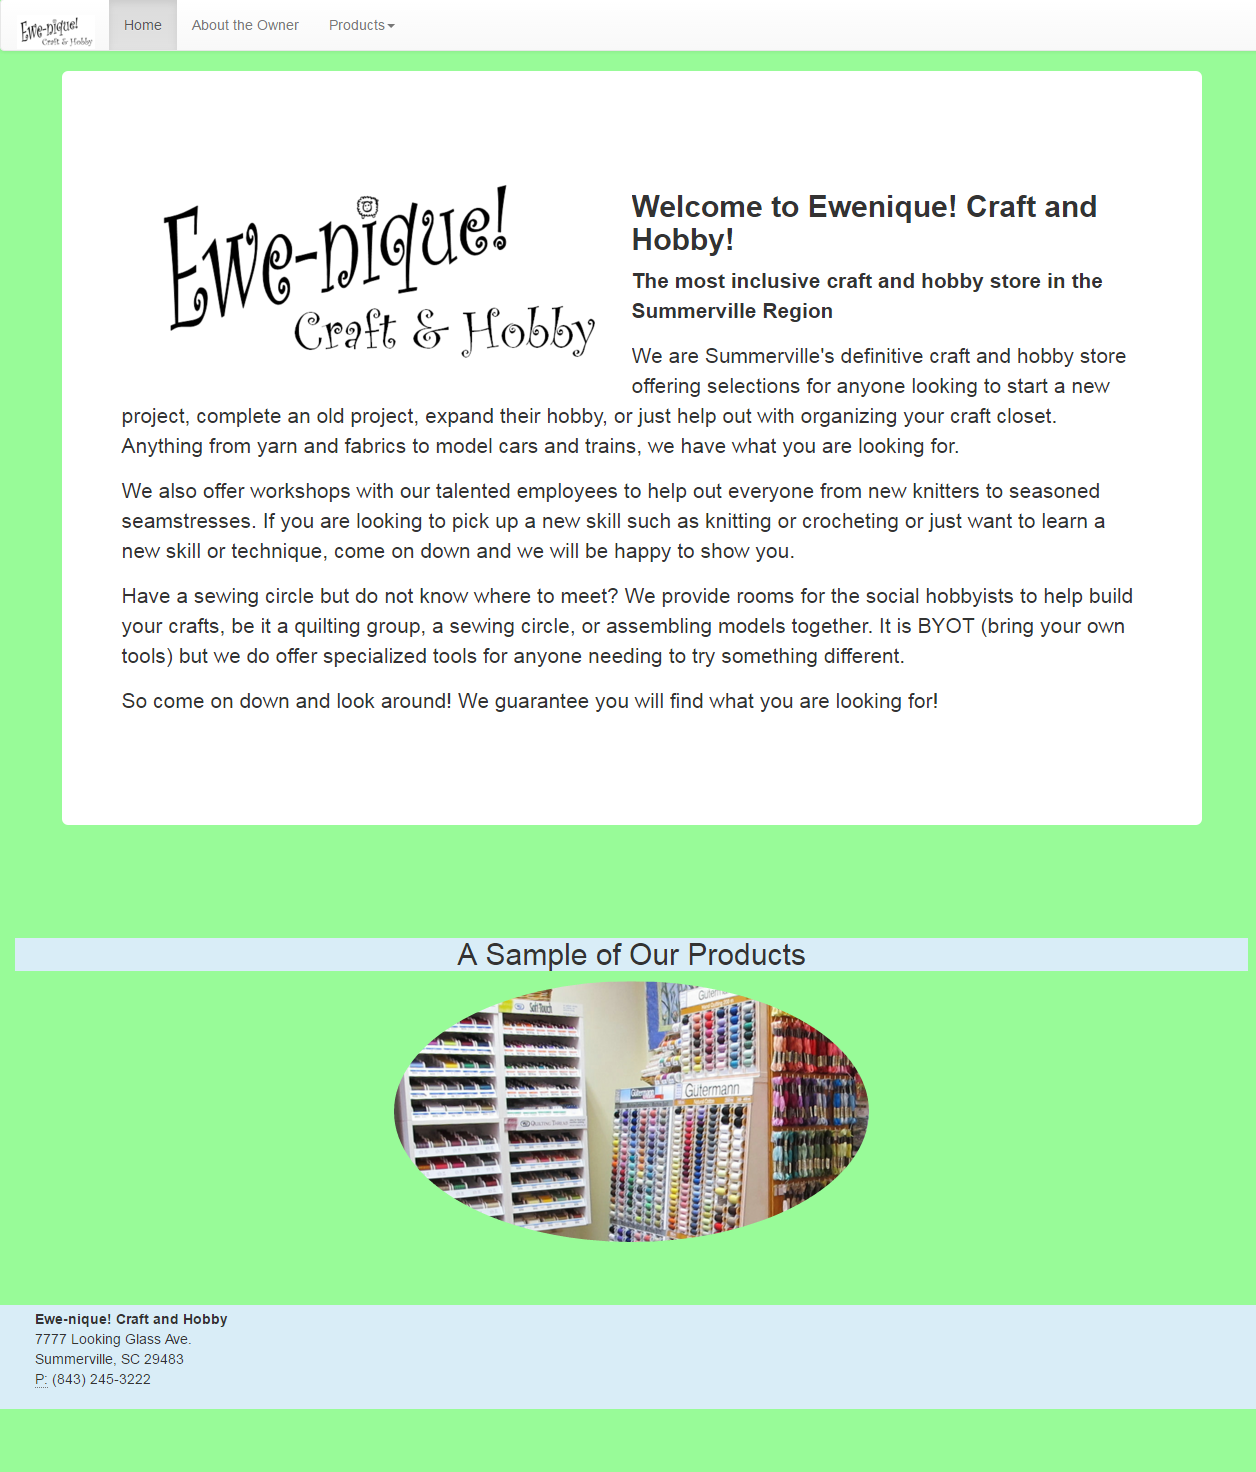 Ewe-nique!
Craft & Hobby
Home
About the Owner
Products
Ewe-nique!
Craft & Hobby
Welcome to Ewenique! Craft and
Hobby!
The most inclusive craft and hobby store in the
Summerville Region
We are Summerville's definitive craft and hobby store
offering selections for anyone looking to start a new
project, complete an old project, expand their hobby, or just help out with organizing your craft closet.
Anything from yarn and fabrics to model cars and trains, we have what you are looking for.
We also offer workshops with our talented employees to help out everyone from new knitters to seasoned
seamstresses. If you are looking to pick up a new skill such as knitting or crocheting or just want to learn a
new skill or technique, come on down and we will be happy to show you.
Have a sewing circle but do not know where to meet? We provide rooms for the social hobbyists to help build
your crafts, be it a quilting group, a sewing circle, or assembling models together. It is BYOT (bring your own
tools) but we do offer specialized tools for anyone needing to try something different.
So come on down and look around! We guarantee you will find what you are looking for!
A Sample of Our Products
Soft Touch
Gütermann
Ewe-nique! Craft and Hobby
7777 Looking Glass Ave.
Summerville, SC 29483
P: (843) 245-3222